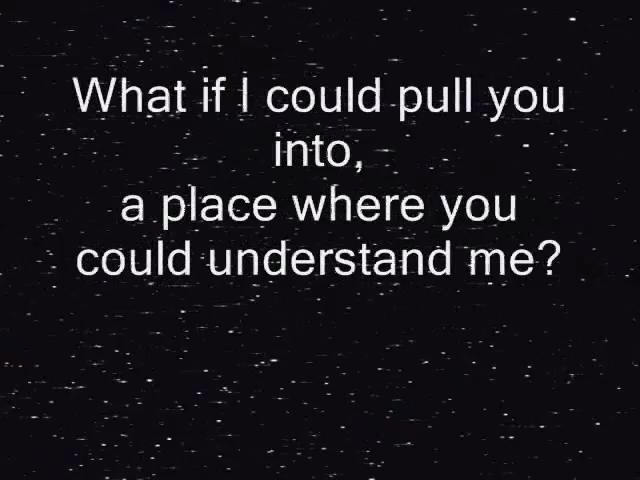 What if I could pull you
into,
a place where you
could understand me?